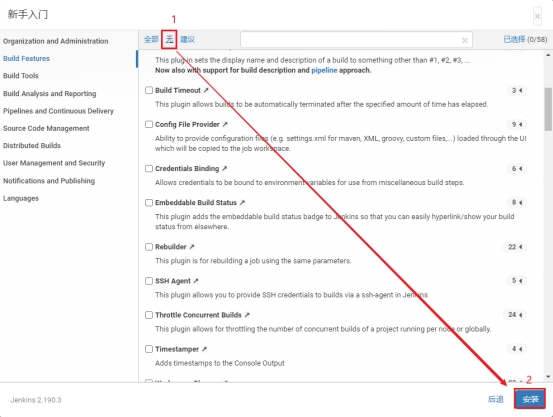 新手入门
×
1
全部 无 建议
×
已选择 (0/58)
Organization and Administration
Build Features
Build Tools
Build Analysis and Reporting
Pipelines and Continuous Delivery
Source Code Management
Distributed Builds
User Management and Security
Notifications and Publishing
Languages
This plugin sets the display name and description of a build to something other than #1, #2, #3, ...
Now also with support for build description and pipeline approach.
Build Timeout
3
This plugin allows builds to be automatically terminated after the specified amount of time has elapsed.
Config File Provider
9
Ability to provide configuration files (e.g. settings.xml for maven, XML, groovy, custom files,...) loaded through the UI
which will be copied to the job workspace.
Credentials Binding
6
Allows credentials to be bound to environment variables for use from miscellaneous build steps.
Embeddable Build Status
8
This plugin adds the embeddable build status badge to Jenkins so that you can easily hyperlink/show your build
status from elsewhere.
Rebuilder
22
This plugin is for rebuilding a job using the same parameters.
SSH Agent
5
This plugin allows you to provide SSH credentials to builds via a ssh-agent in Jenkins
Throttle Concurrent Builds
24
This plugin allows for throttling the number of concurrent builds of a project running per node or globally.
Timestamper
4
Adds timestamps to the Console Output
2
Jenkins 2.190.3
后退
安装